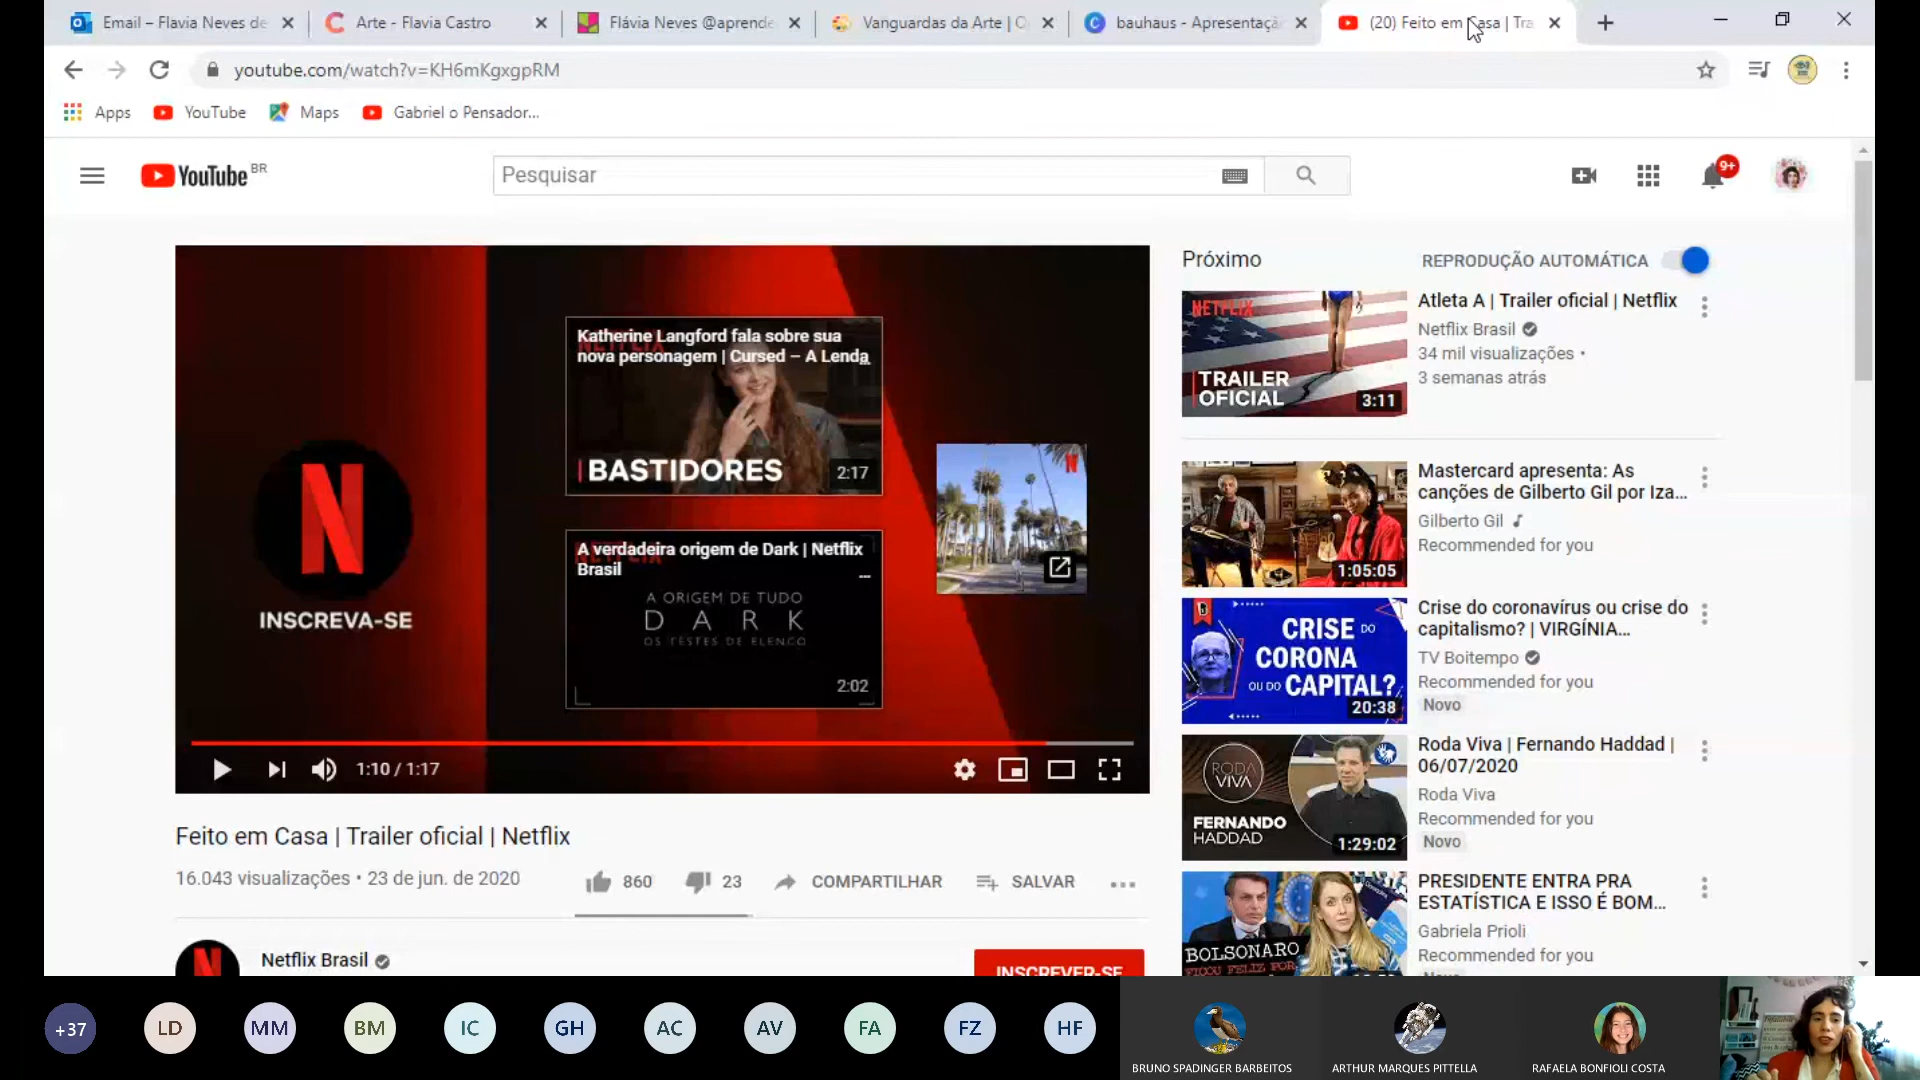 Email – Flavia Neves de
Arte - Flavia Castro
Flávia Neves @aprende
Vanguardas da Arte | O
bauhaus - Apresentaçã
(20) Feito em Casa | Tra
youtube.com/watch?v=KH6mKgxgpRM
Apps
YouTube
Maps
Gabriel o Pensador...
YouTube BR
Pesquisar
9+
Katherine Langford fala sobre sua
nova personagem | Cursed – A Lenda
BASTIDORES
2:17
A verdadeira origem de Dark | Netflix
Brasil
...
A ORIGEM DE TUDO
DARK
OS TESTES DE ELENCO
2:02
N
INSCREVA-SE
N
1:10 / 1:17
Feito em Casa | Trailer oficial | Netflix
16.043 visualizações • 23 de jun. de 2020
860
23
COMPARTILHAR
SALVAR
Netflix Brasil
INSCREVER-SE
Próximo
REPRODUÇÃO AUTOMÁTICA
NETFLIX
TRAILER
OFICIAL
3:11
Atleta A | Trailer oficial | Netflix
Netflix Brasil
34 mil visualizações •
3 semanas atrás
1:05:05
Mastercard apresenta: As
canções de Gilberto Gil por Iza...
Gilberto Gil
Recommended for you
CRISE DO
CORONA
OU DO CAPITAL?
20:38
Crise do coronavírus ou crise do
capitalismo? | VIRGÍNIA...
TV Boitempo
Recommended for you
Novo
RODA
VIVA
FERNANDO
HADDAD
1:29:02
Roda Viva | Fernando Haddad |
06/07/2020
Roda Viva
Recommended for you
Novo
BOLSONARO
FICOU FELIZ POR
PRESIDENTE ENTRA PRA
ESTATÍSTICA E ISSO É BOM...
Gabriela Prioli
Recommended for you
+37
LD
MM
BM
IC
GH
AC
AV
FA
FZ
HF
BRUNO SPADINGER BARBEITOS
ARTHUR MARQUES PITTELLA
RAFAELA BONFIOLI COSTA